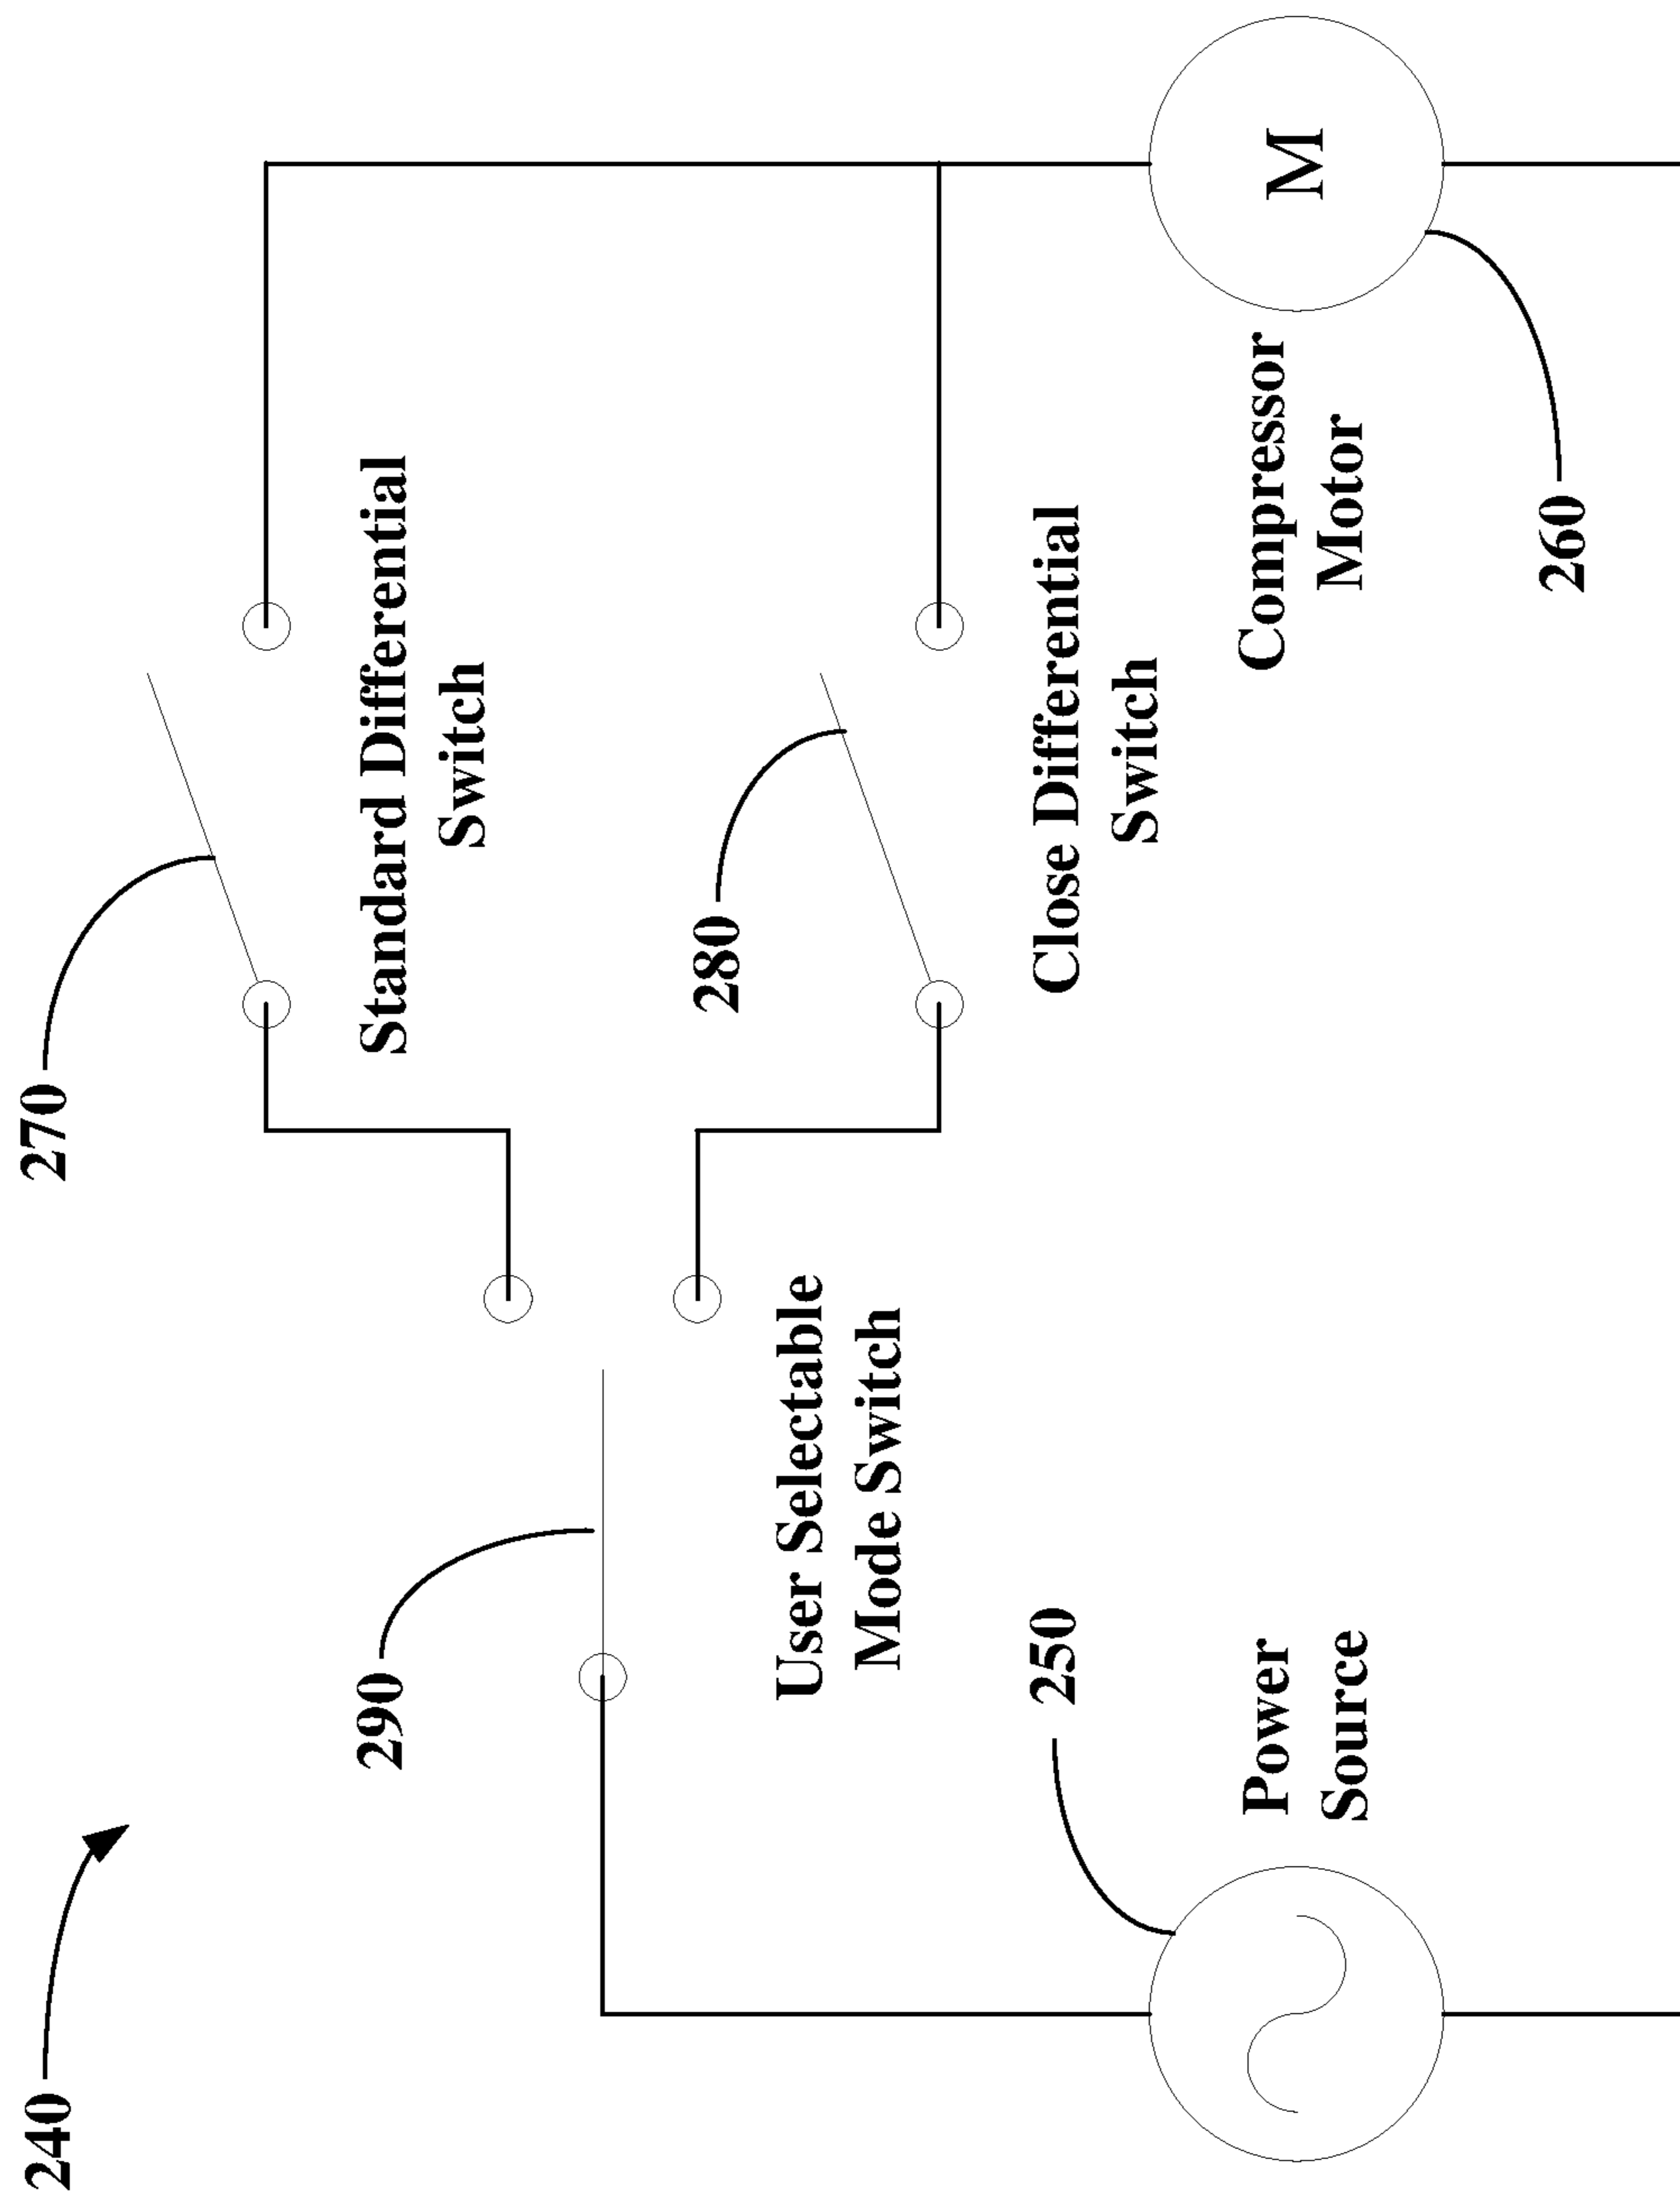 240
270
Standard Differential
Switch
290
280
User Selectable
Mode Switch
Close Differential
Switch
250
Power
Source
Compressor
Motor
M
260